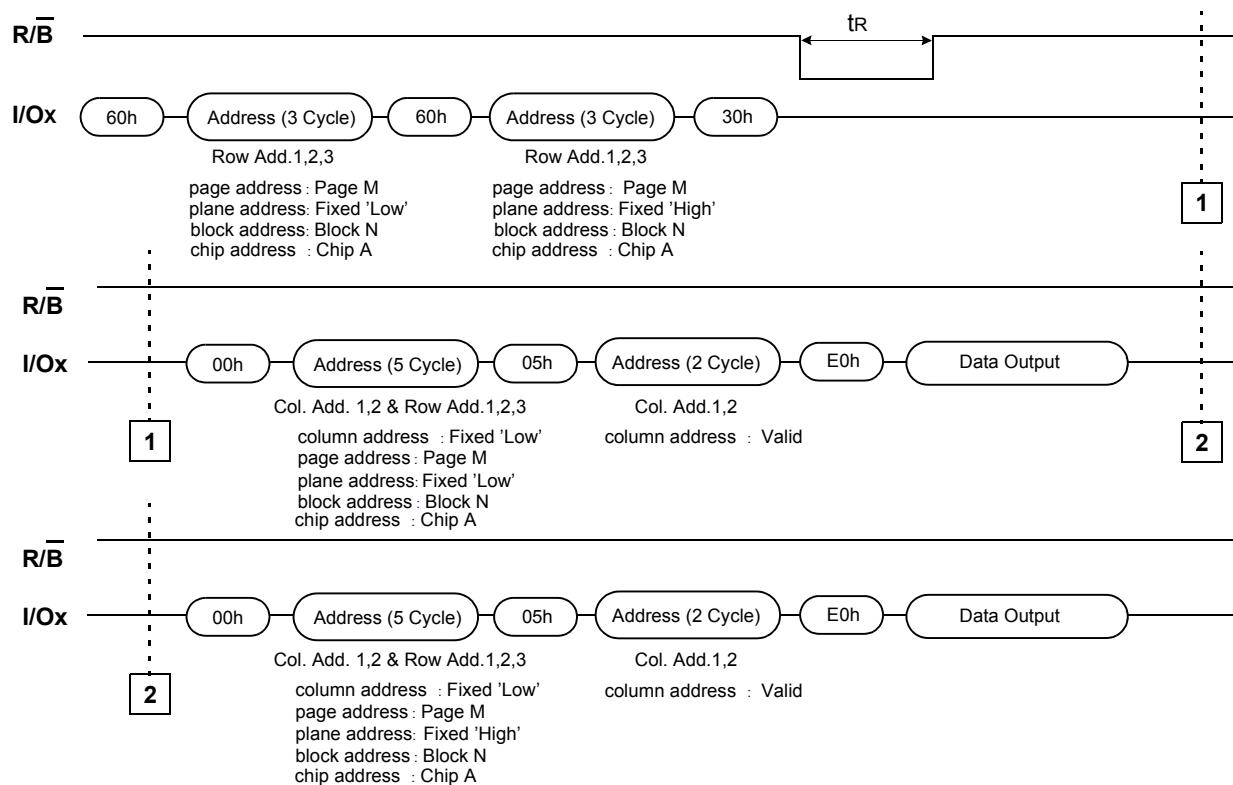 tR
R/B
I/Ox 60h Address (3 Cycle) 60h Address (3 Cycle) 30h
Row Add.1,2,3 Row Add.1,2,3
page address : Page M page address : Page M
plane address: Fixed 'Low' plane address: Fixed 'High'
block address: Block N block address: Block N
chip address : Chip A chip address : Chip A
1
R/B
I/Ox 00h Address (5 Cycle) 05h Address (2 Cycle) E0h Data Output
Col. Add. 1,2 & Row Add.1,2,3 Col. Add.1,2
1 2
column address : Fixed 'Low' column address : Valid
page address : Page M
plane address: Fixed 'Low'
block address : Block N
chip address : Chip A
R/B
I/Ox 00h Address (5 Cycle) 05h Address (2 Cycle) E0h Data Output
Col. Add. 1,2 & Row Add.1,2,3 Col. Add.1,2
2
column address : Fixed 'Low' column address : Valid
page address : Page M
plane address: Fixed 'High'
block address : Block N
chip address : Chip A